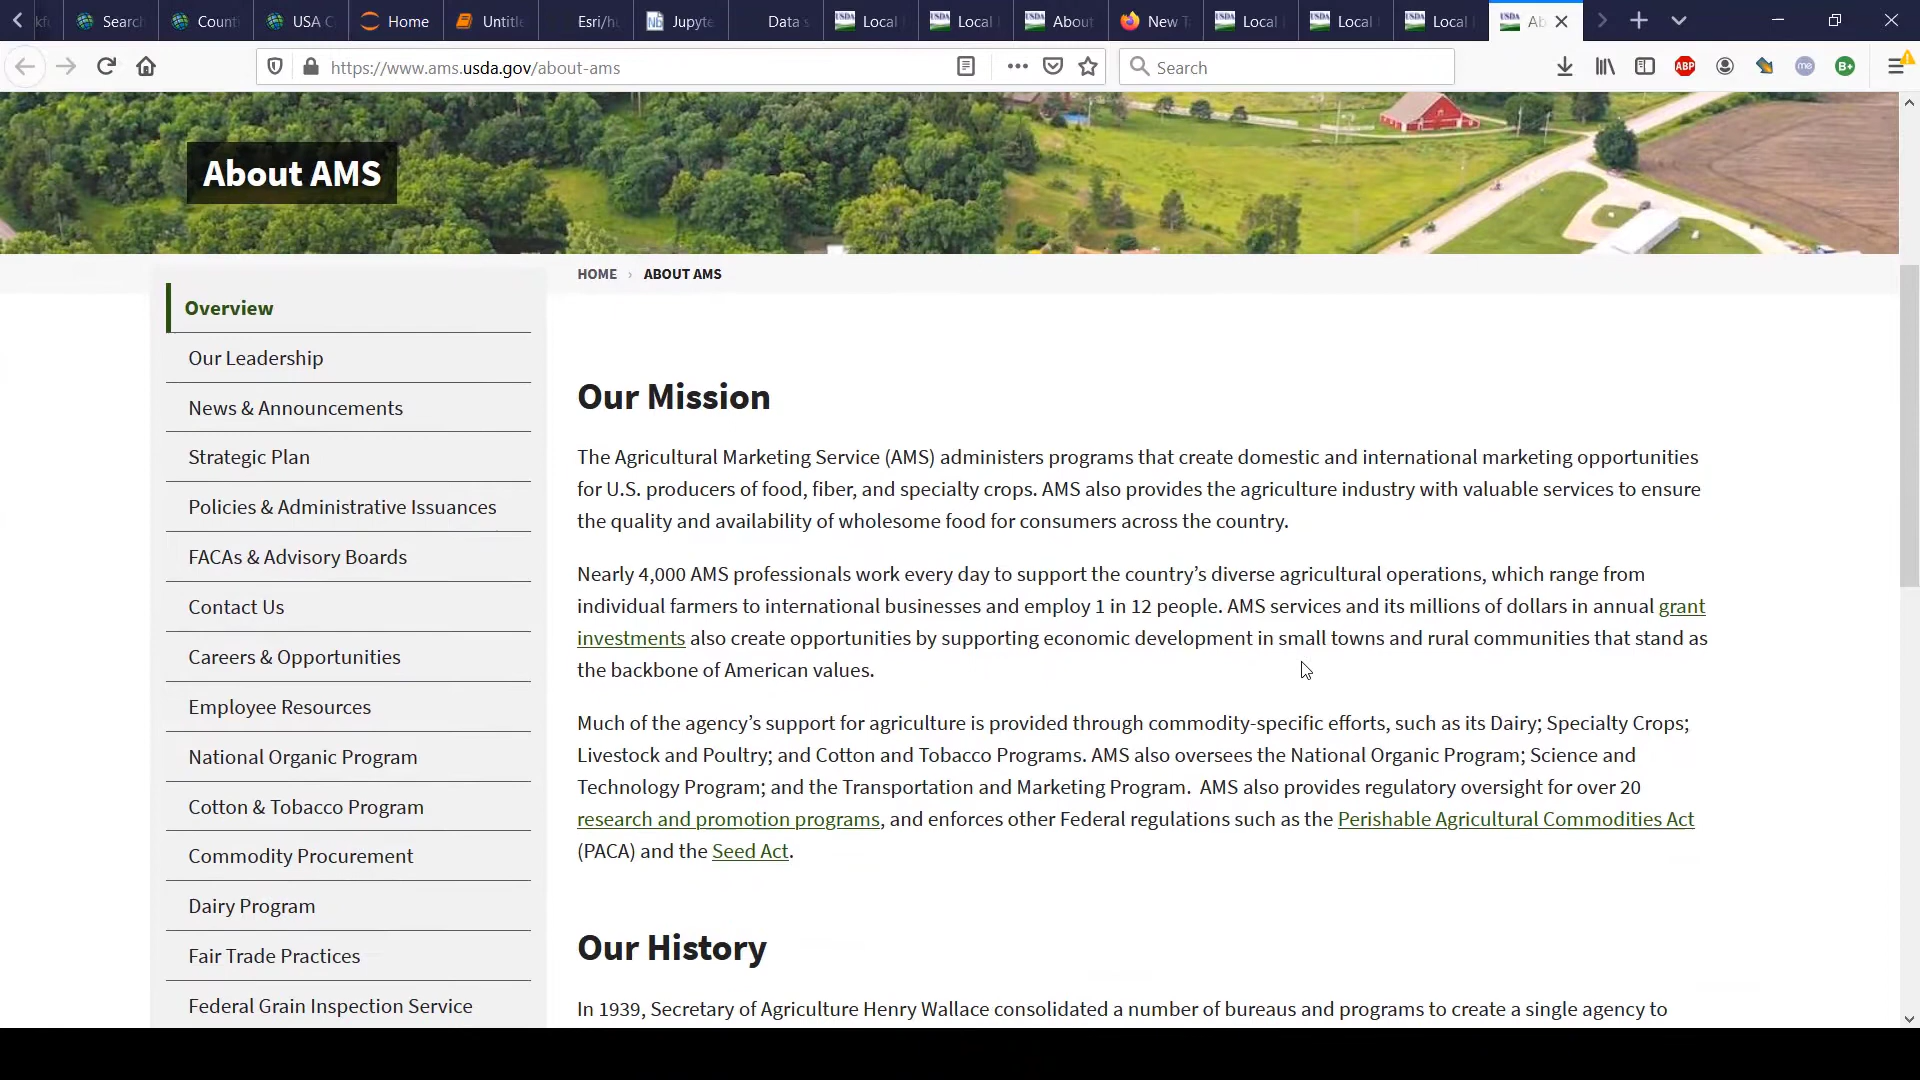 Search
Count
USA C
Home
Untitle
Esri/h
Jupyte
Data s
Local
Local
About
New T
Local
Local
Local
Ab
https://www.ams.usda.gov/about-ams
Search
ABP
me
B+
About AMS
HOME › ABOUT AMS
Overview
Our Leadership
News & Announcements
Strategic Plan
Policies & Administrative Issuances
FACAs & Advisory Boards
Contact Us
Careers & Opportunities
Employee Resources
National Organic Program
Cotton & Tobacco Program
Commodity Procurement
Dairy Program
Fair Trade Practices
Federal Grain Inspection Service
Our Mission
The Agricultural Marketing Service (AMS) administers programs that create domestic and international marketing opportunities
for U.S. producers of food, fiber, and specialty crops. AMS also provides the agriculture industry with valuable services to ensure
the quality and availability of wholesome food for consumers across the country.
Nearly 4,000 AMS professionals work every day to support the country’s diverse agricultural operations, which range from
individual farmers to international businesses and employ 1 in 12 people. AMS services and its millions of dollars in annual grant
investments also create opportunities by supporting economic development in small towns and rural communities that stand as
the backbone of American values.
Much of the agency’s support for agriculture is provided through commodity-specific efforts, such as its Dairy; Specialty Crops;
Livestock and Poultry; and Cotton and Tobacco Programs. AMS also oversees the National Organic Program; Science and
Technology Program; and the Transportation and Marketing Program. AMS also provides regulatory oversight for over 20
research and promotion programs, and enforces other Federal regulations such as the Perishable Agricultural Commodities Act
(PACA) and the Seed Act.
Our History
In 1939, Secretary of Agriculture Henry Wallace consolidated a number of bureaus and programs to create a single agency to